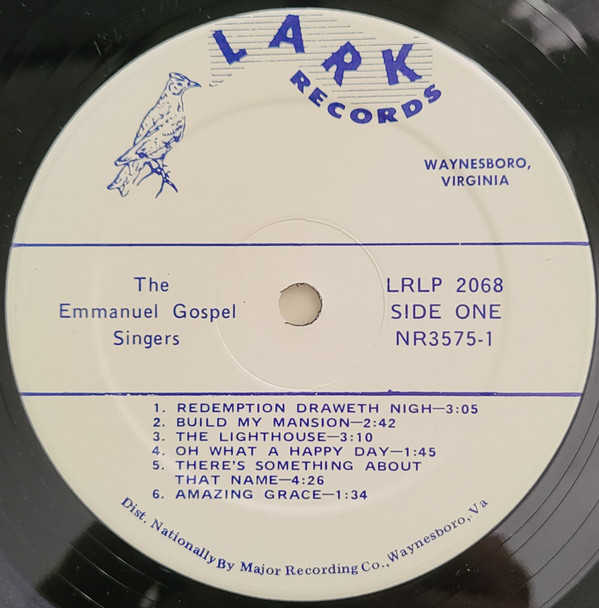 LARK
RECORDS
WAYNESBORO,
VIRGINIA
The
Emmanuel Gospel
Singers
LRLP 2068
SIDE ONE
NR3575-1
1. REDEMPTION DRAWETH NIGH—3:05
2. BUILD MY MANSION—2:42
3. THE LIGHTHOUSE—3:10
4. OH WHAT A HAPPY DAY—1:45
5. THERE'S SOMETHING ABOUT
THAT NAME—4:26
6. AMAZING GRACE—1:34
Dist. Nationally By Major Recording Co., Waynesboro, Va